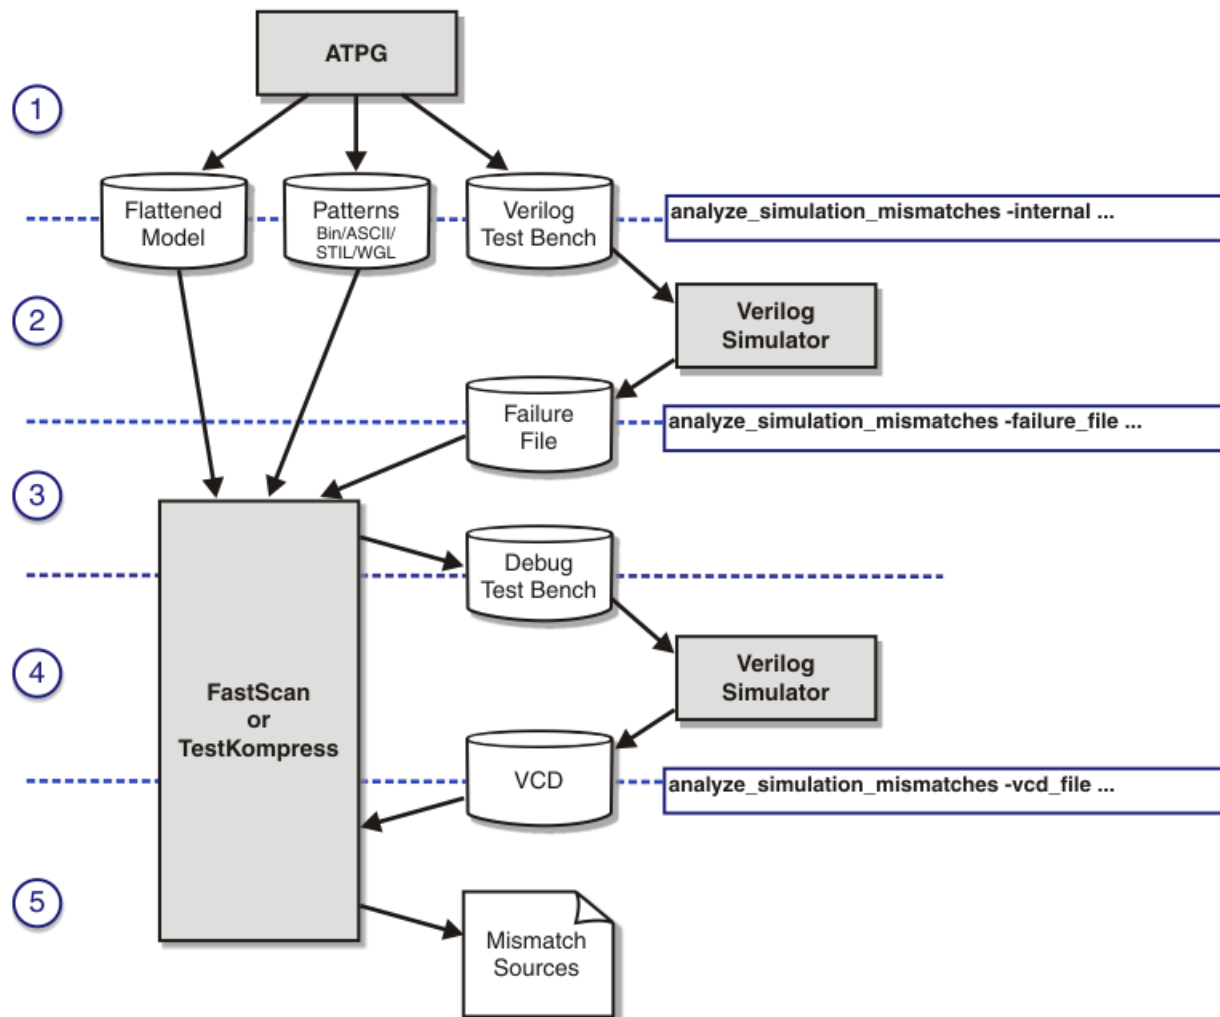 ATPG
1
Flattened
Model
Patterns
Bin/ASCII/
STIL/WGL
Verilog
Test Bench
analyze_simulation_mismatches -internal ...
2
Verilog
Simulator
Failure
File
analyze_simulation_mismatches -failure_file ...
3
Debug
Test Bench
4
FastScan
or
TestKompress
Verilog
Simulator
VCD
analyze_simulation_mismatches -vcd_file ...
5
Mismatch
Sources